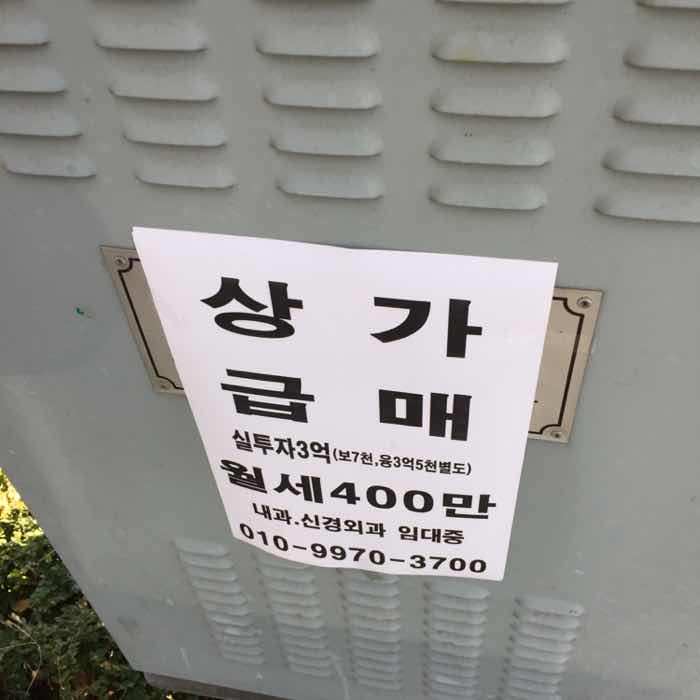 상가
급매
실투자3억(보7천,융3억5천별도)
월세400만
내과.신경외과 임대중
010-9970-3700